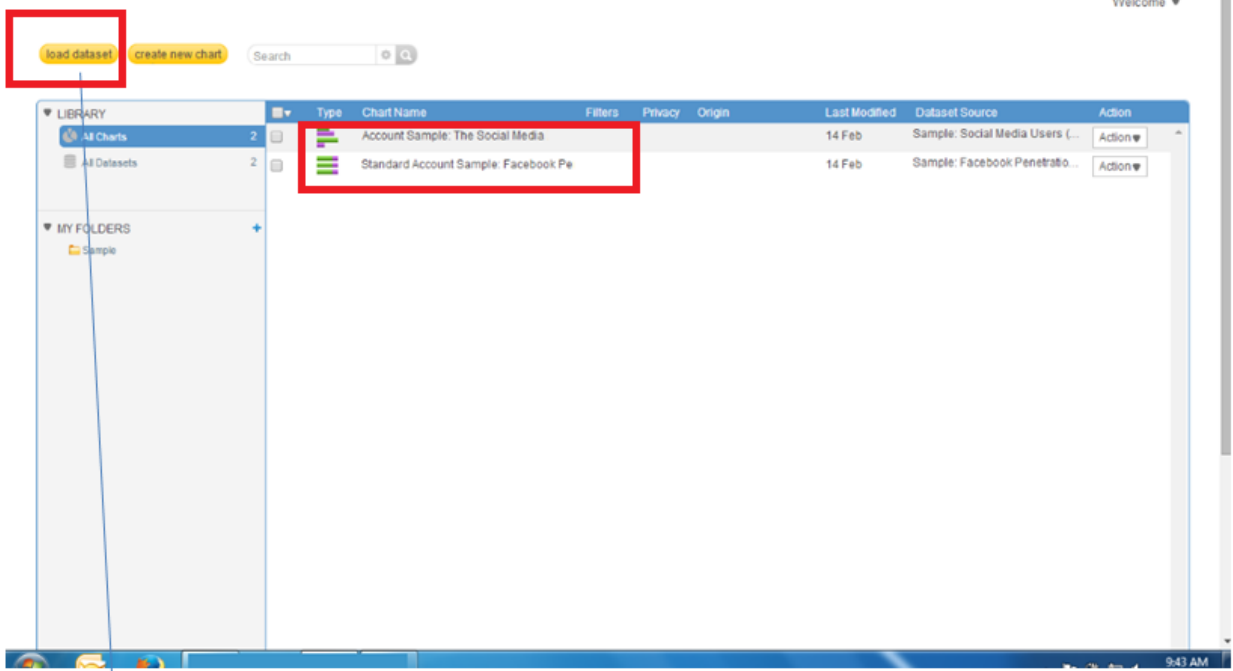 Welcome ▼
load dataset create new chart Search
▼ LIBRARY Type Chart Name Filters Privacy Origin Last Modified Dataset Source Action
All Charts 2 Account Sample: The Social Media 14 Feb Sample: Social Media Users (... Action▼
All Datasets 2 Standard Account Sample: Facebook Pe 14 Feb Sample: Facebook Penetratio... Action▼
▼ MY FOLDERS +
Sample
9:43 AM